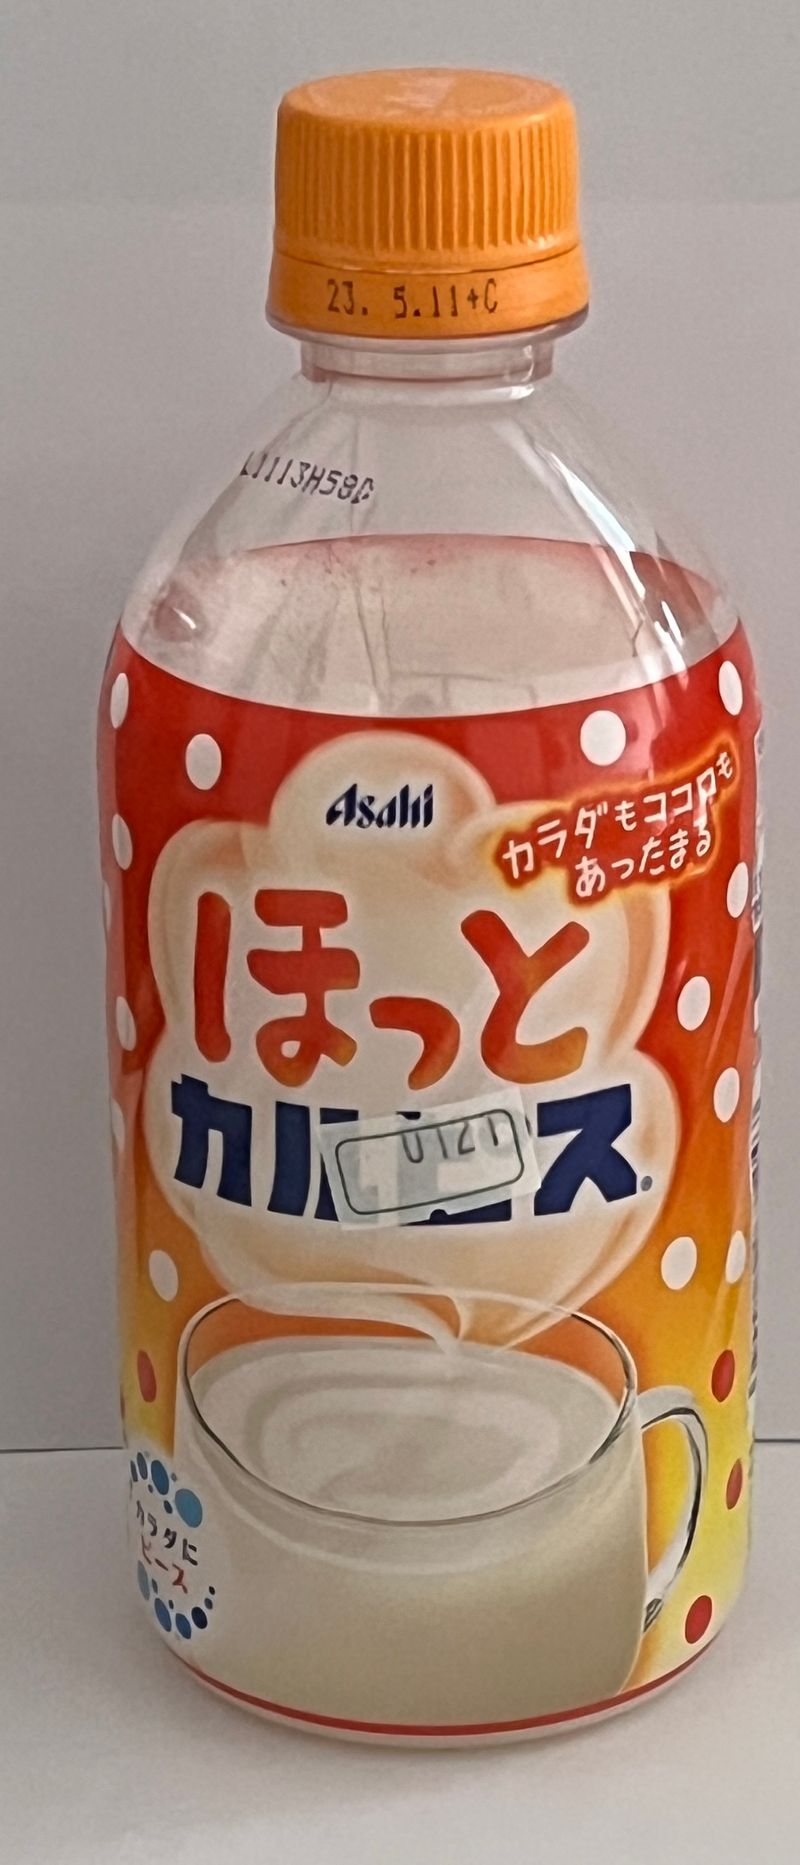 23. 5.11+C
Asahi
カラダもココロも
あったまる
ほっと
カルピス
カラダに
ピース